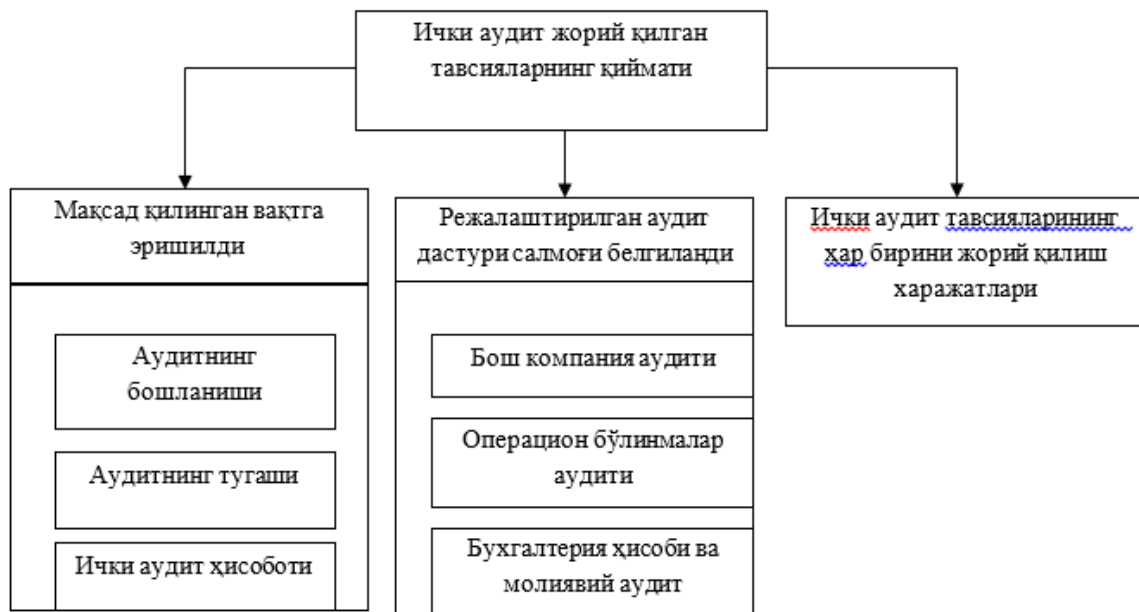 Ички аудит жорий қилган
тавсияларнинг қиймати
Мақсад қилинган вақтга
эришилди
Аудитнинг
бошланиши
Аудитнинг тугаши
Ички аудит ҳисоботи
Режалаштирилган аудит
дастури салмоғи белгиланди
Бош компания аудити
Операцион бўлинмалар
аудити
Бухгалтерия ҳисоби ва
молиявий аудит
Ички аудит тавсияларининг
ҳар бирини жорий қилиш
харажатлари